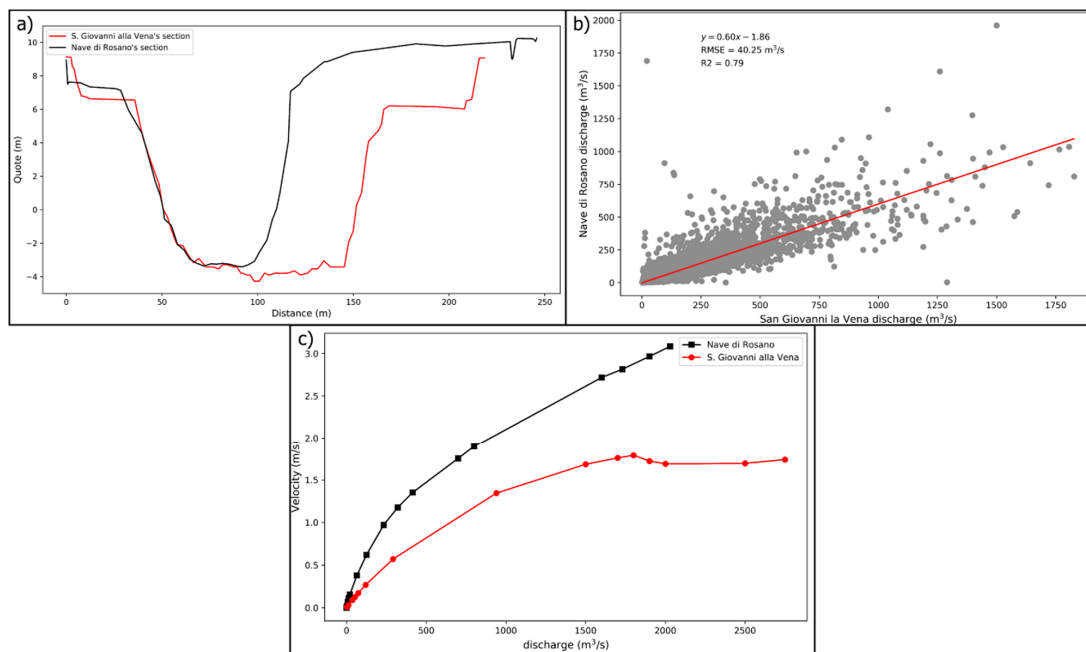 a)
S. Giovanni alla Vena's section
Nave di Rosano's section
Quote (m)
10
8
6
4
2
0
−2
−4
0
50
100
150
200
250
Distance (m)
b)
y=0.60x−1.86
RMSE = 40.25 m³/s
R2 = 0.79
Nave di Rosano discharge (m³/s)
2000
1750
1500
1250
1000
750
500
250
0
0
250
500
750
1000
1250
1500
1750
San Giovanni la Vena discharge (m³/s)
c)
Nave di Rosano
S. Giovanni alla Vena
Velocity (m/s)
3.0
2.5
2.0
1.5
1.0
0.5
0.0
0
500
1000
1500
2000
2500
discharge (m³/s)